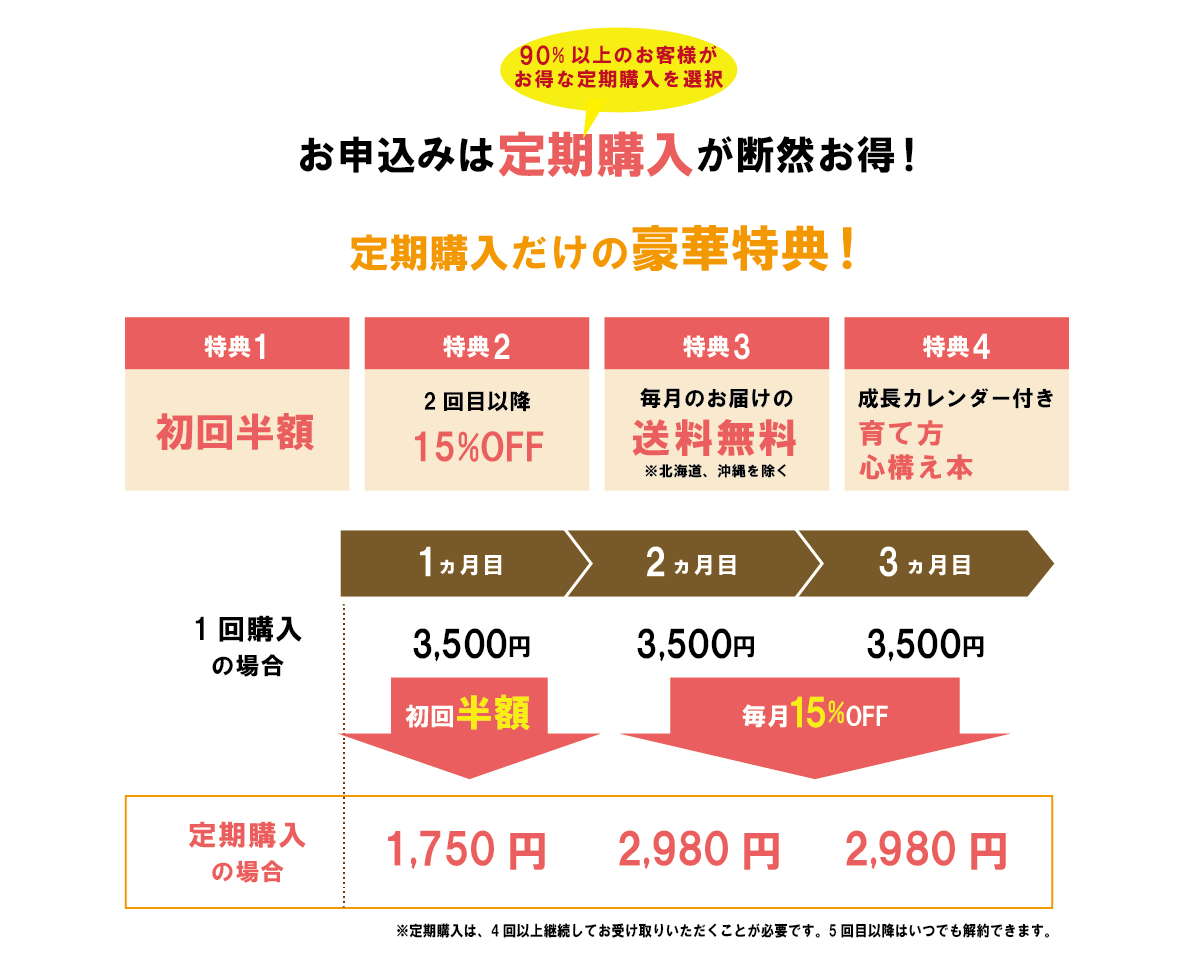 90%以上のお客様が
お得な定期購入を選択
お申込みは定期購入が断然お得！
定期購入だけの豪華特典！
特典1
初回半額
特典2
2回目以降
15%OFF
特典3
毎月のお届けの
送料無料
※北海道、沖縄を除く
特典4
成長カレンダー付き
育て方
心構え本
1ヵ月目 2ヵ月目 3ヵ月目
1回購入
の場合
3,500円 3,500円 3,500円
初回半額 毎月15%OFF
定期購入
の場合
1,750円 2,980円 2,980円
※定期購入は、4回以上継続してお受け取りいただくことが必要です。5回目以降はいつでも解約できます。